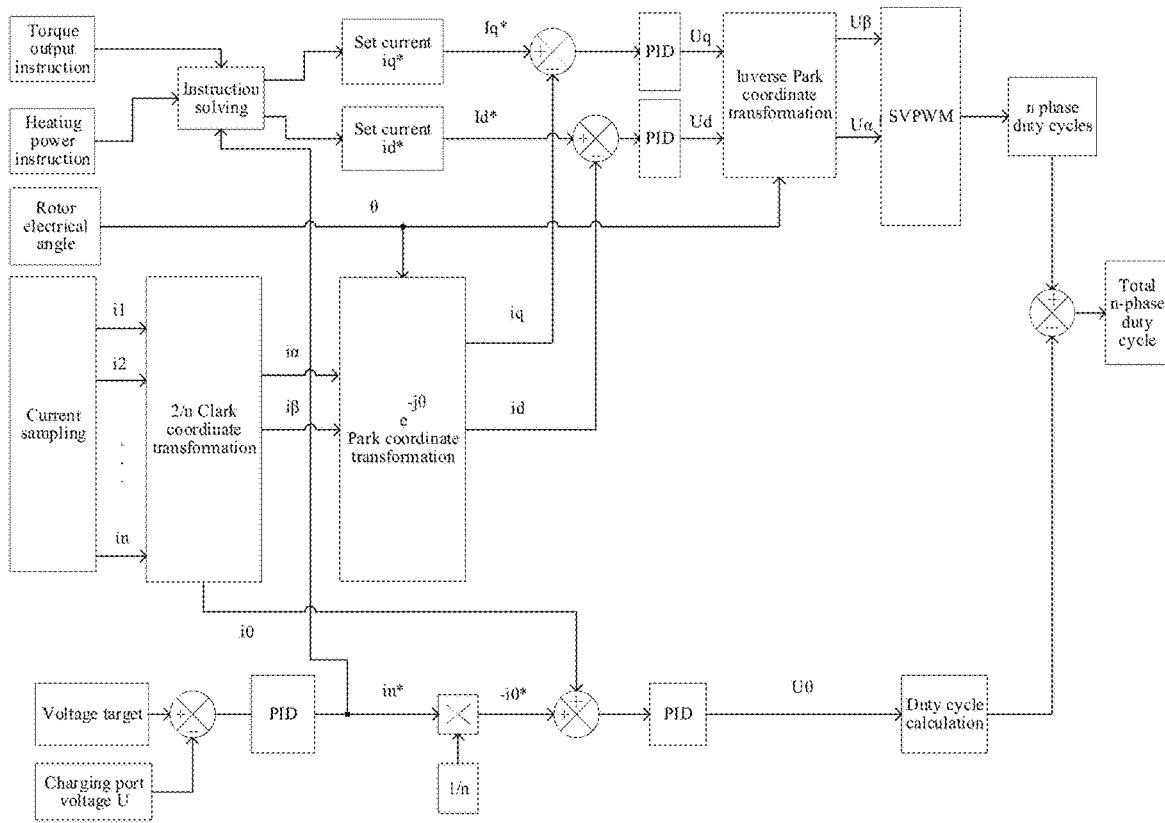 Torque
output
instruction
Heating
power
instruction
Instruction
solving
Set current
iq*
Set current
id*
Iq*
Id*
+
-
+
-
PID
PID
Uq
Ud
Inverse Park
coordinate
transformation
Uβ
Uα
SVPWM
n phase
duty cycles
Rotor
electrical
angle
θ
Current
sampling
i1
i2
.
.
.
in
2/n Clark
coordinate
transformation
iα
iβ
-jθ
e
Park coordinate
transformation
iq
id
+
-
Total
n-phase
duty
cycle
i0
Voltage target
+
-
Charging port
voltage U
PID
in*
1/n
-i0*
+
+
PID
U0
Duty cycle
calculation